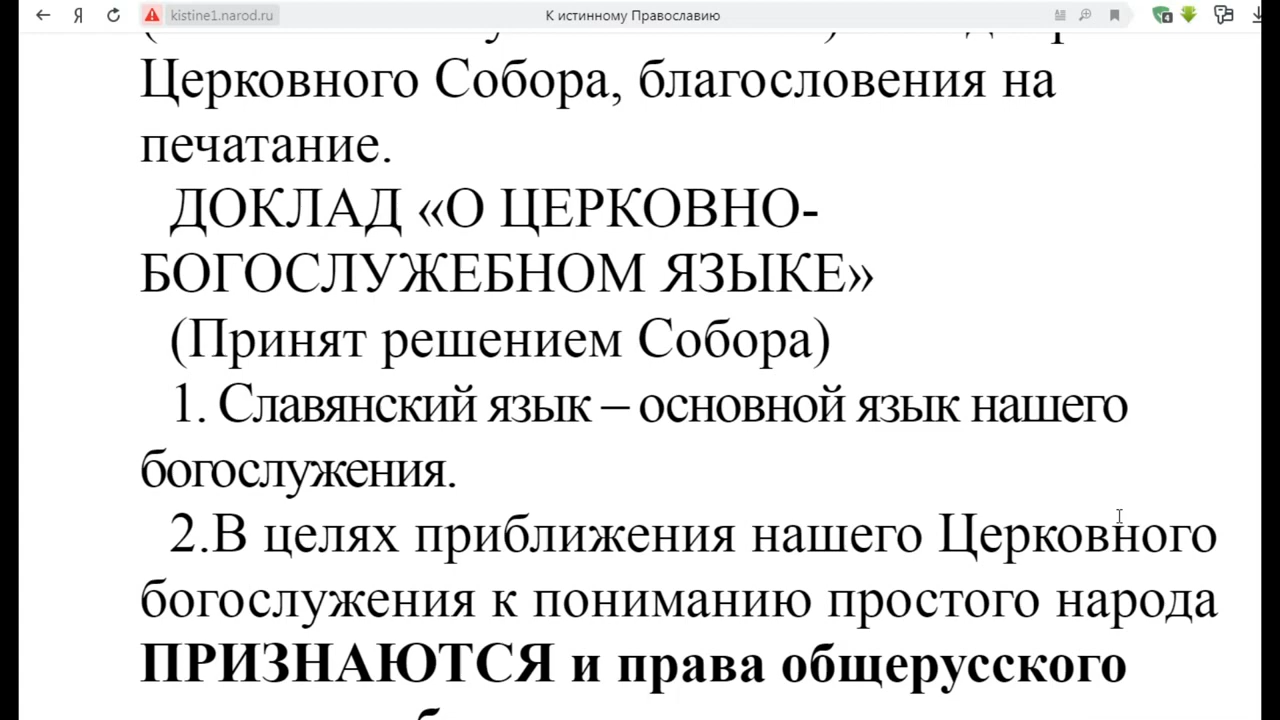 kistine1.narod.ru
К истинному Православию
Церковного Собора, благословения на
печатание.
ДОКЛАД «О ЦЕРКОВНО-
БОГОСЛУЖЕБНОМ ЯЗЫКЕ»
(Принят решением Собора)
1. Славянский язык – основной язык нашего
богослужения.
2.В целях приближения нашего Церковного
богослужения к пониманию простого народа
ПРИЗНАЮТСЯ и права общерусского